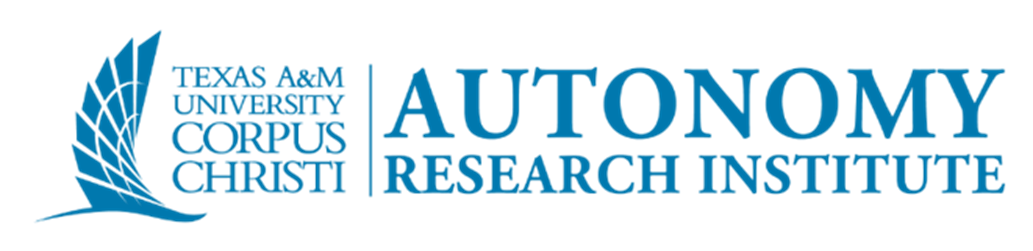 TEXAS A&M
UNIVERSITY
CORPUS
CHRISTI
AUTONOMY
RESEARCH INSTITUTE